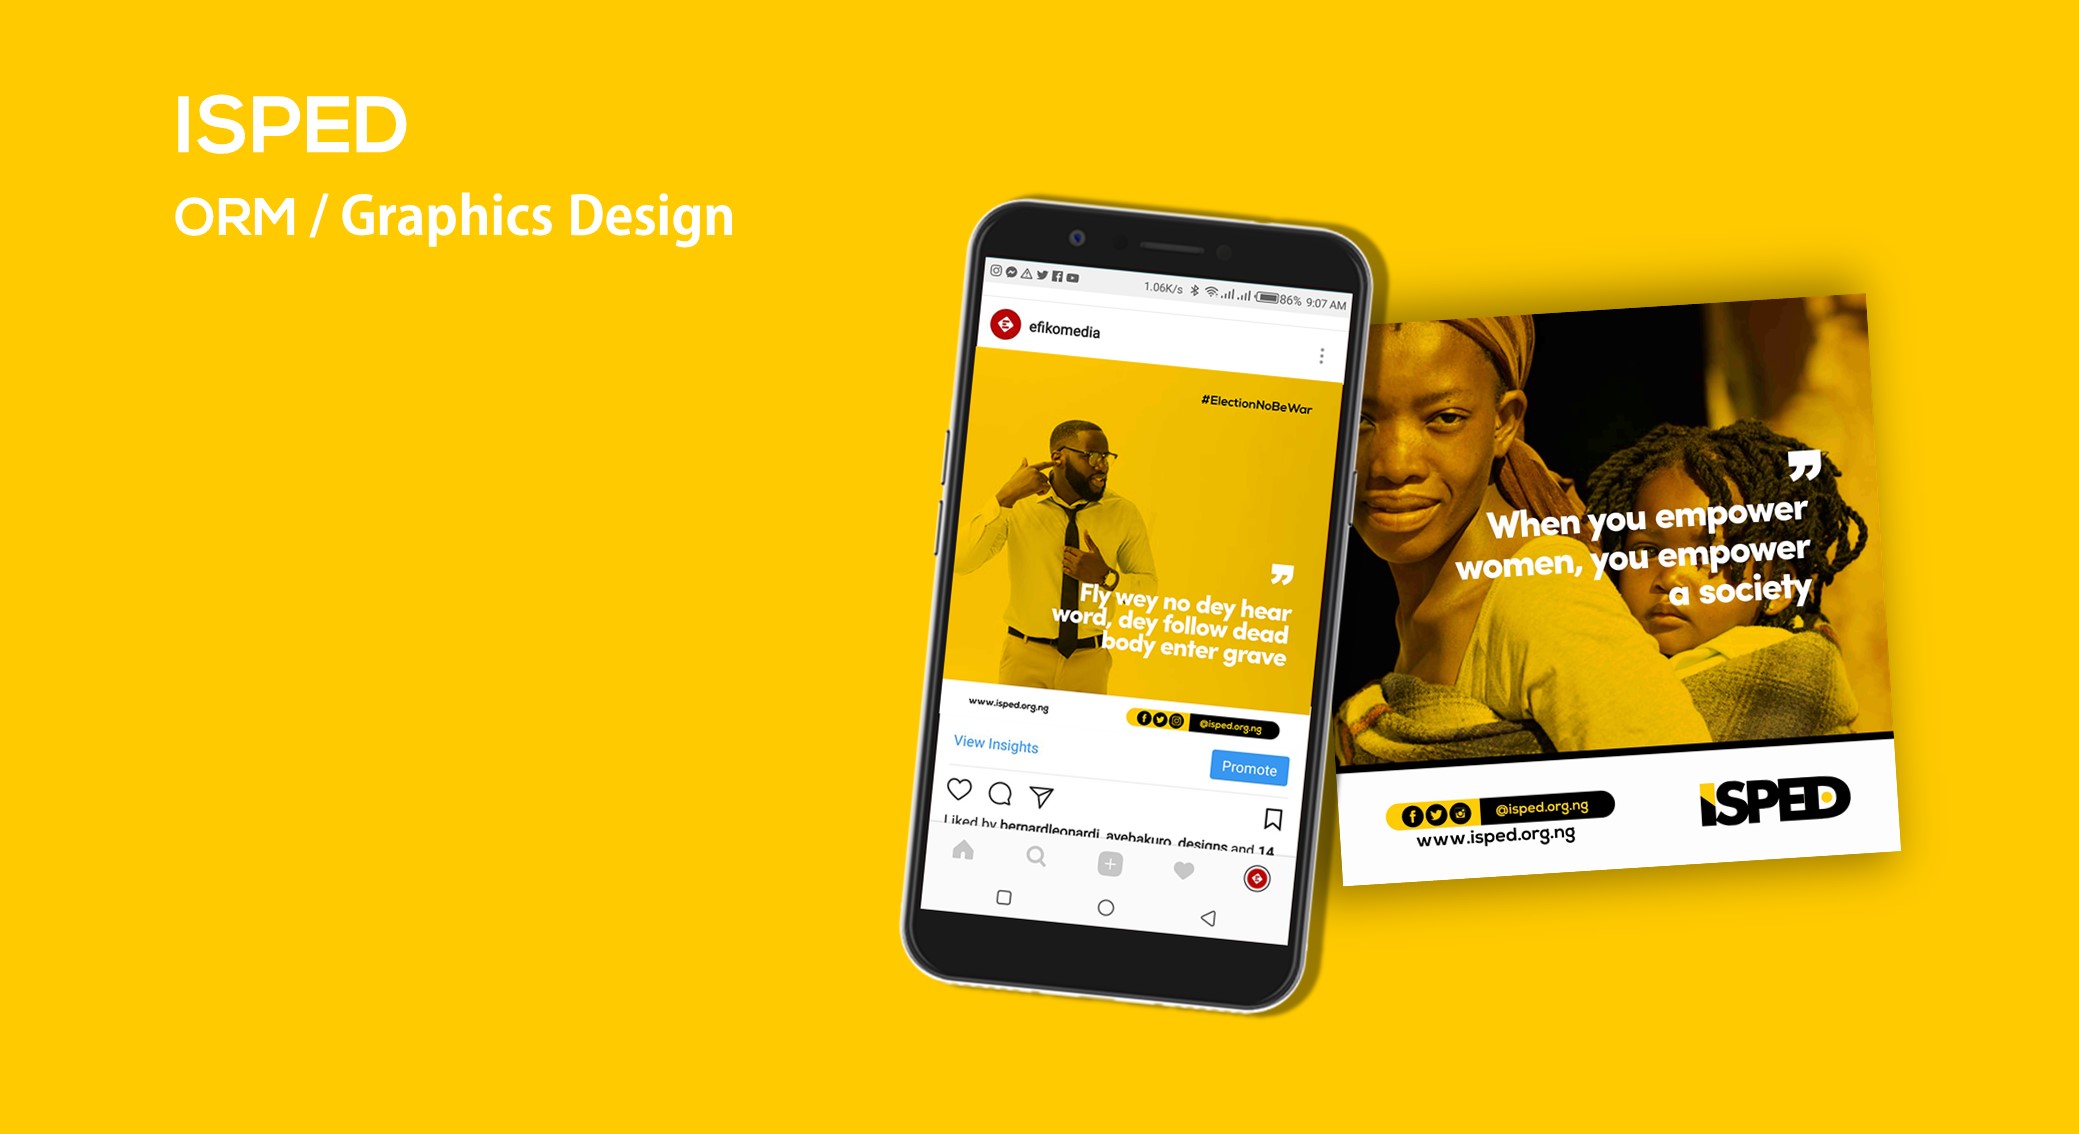 ISPED
ORM / Graphics Design
1.06K/s 86% 9:07 AM
efikomedia
#ElectionNoBeWar
”
Fly wey no dey hear
word, dey follow dead
body enter grave
www.isped.org.ng
@isped.org.ng
View Insights
Promote
Liked by bernardleonardi, ayebakuro_designs and 14
”
When you empower
women, you empower
a society
@isped.org.ng
www.isped.org.ng
ISPED